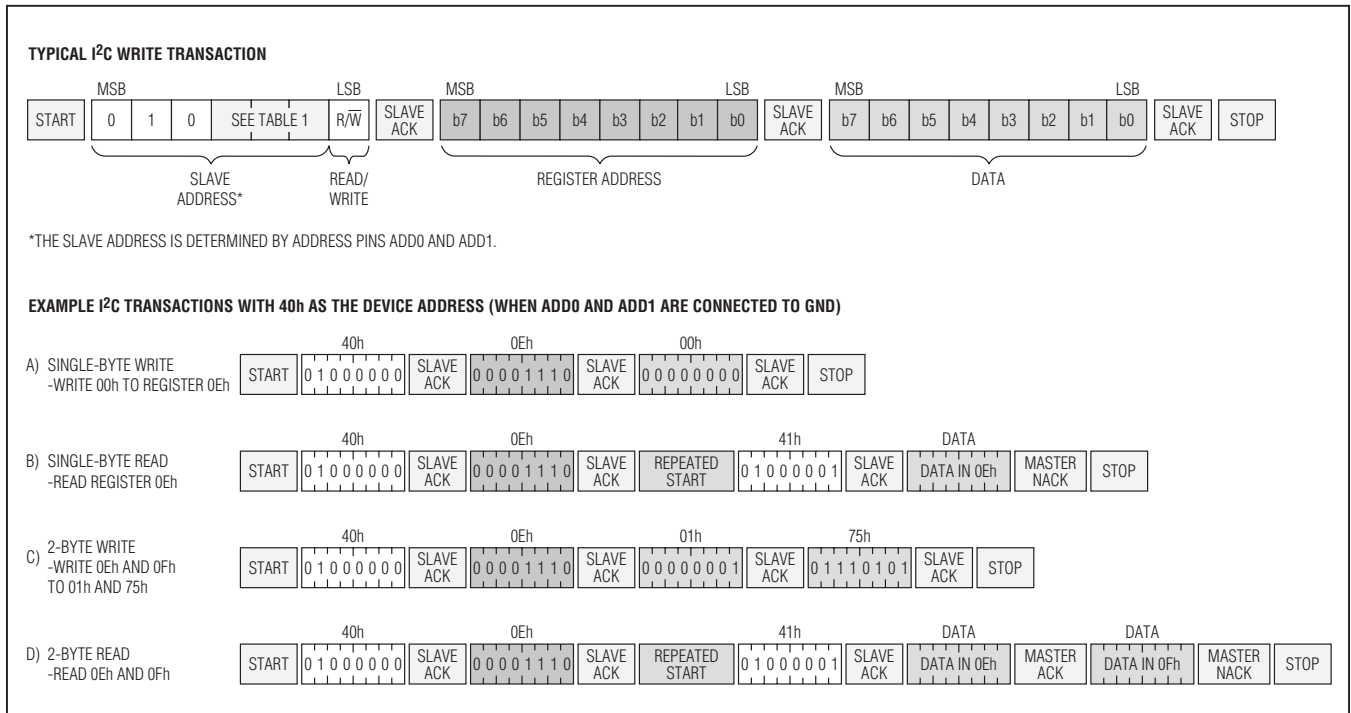 TYPICAL I2C WRITE TRANSACTION
MSB LSB MSB LSB MSB LSB
START 0 1 0 SEE TABLE 1 R/W̅ SLAVE ACK b7 b6 b5 b4 b3 b2 b1 b0 SLAVE ACK b7 b6 b5 b4 b3 b2 b1 b0 SLAVE ACK STOP
SLAVE ADDRESS* READ/WRITE REGISTER ADDRESS DATA
*THE SLAVE ADDRESS IS DETERMINED BY ADDRESS PINS ADD0 AND ADD1.
EXAMPLE I2C TRANSACTIONS WITH 40h AS THE DEVICE ADDRESS (WHEN ADD0 AND ADD1 ARE CONNECTED TO GND)
40h 0Eh 00h
A) SINGLE-BYTE WRITE
-WRITE 00h TO REGISTER 0Eh
START 0 1 0 0 0 0 0 0 SLAVE ACK 0 0 0 0 1 1 1 0 SLAVE ACK 0 0 0 0 0 0 0 0 SLAVE ACK STOP
40h 0Eh 41h DATA
B) SINGLE-BYTE READ
-READ REGISTER 0Eh
START 0 1 0 0 0 0 0 0 SLAVE ACK 0 0 0 0 1 1 1 0 SLAVE ACK REPEATED START 0 1 0 0 0 0 0 1 SLAVE ACK DATA IN 0Eh MASTER NACK STOP
40h 0Eh 01h 75h
C) 2-BYTE WRITE
-WRITE 0Eh AND 0Fh
TO 01h AND 75h
START 0 1 0 0 0 0 0 0 SLAVE ACK 0 0 0 0 1 1 1 0 SLAVE ACK 0 0 0 0 0 0 0 1 SLAVE ACK 0 1 1 1 0 1 0 1 SLAVE ACK STOP
40h 0Eh 41h DATA DATA
D) 2-BYTE READ
-READ 0Eh AND 0Fh
START 0 1 0 0 0 0 0 0 SLAVE ACK 0 0 0 0 1 1 1 0 SLAVE ACK REPEATED START 0 1 0 0 0 0 0 1 SLAVE ACK DATA IN 0Eh MASTER ACK DATA IN 0Fh MASTER NACK STOP